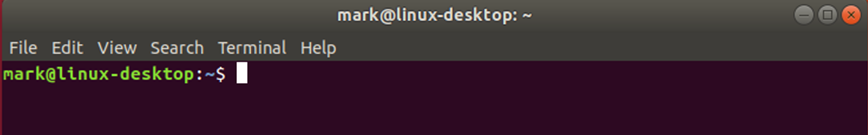 mark@linux-desktop: ~
File Edit View Search Terminal Help
mark@linux-desktop:~$